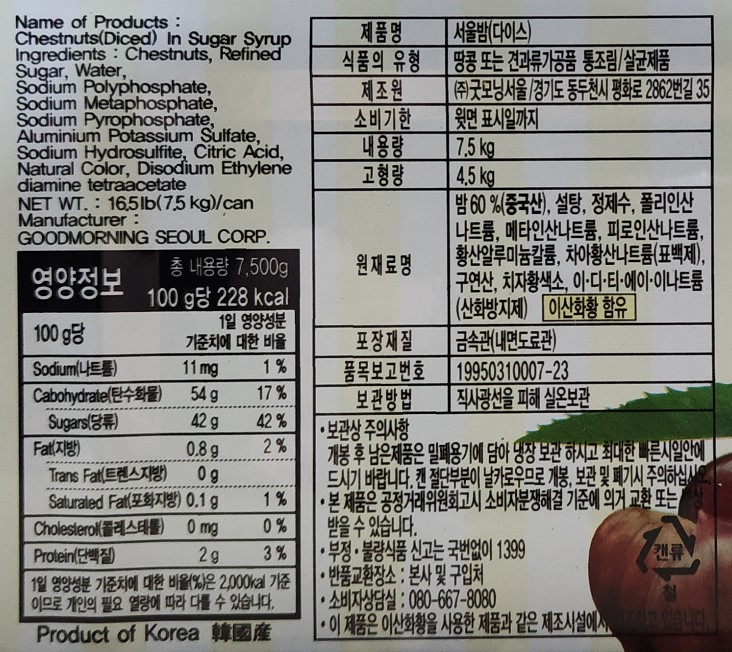 Name of Products :
Chestnuts(Diced) In Sugar Syrup
Ingredients : Chestnuts, Refined
Sugar, Water,
Sodium Polyphosphate,
Sodium Metaphosphate,
Sodium Pyrophosphate,
Aluminium Potassium Sulfate,
Sodium Hydrosulfite, Citric Acid,
Natural Color, Disodium Ethylene
diamine tetraacetate
NET WT. : 16.5lb(7.5 kg)/can
Manufacturer :
GOODMORNING SEOUL CORP.
영양정보
총 내용량 7,500g
100 g당 228 kcal
100 g당 1일 영양성분
기준치에 대한 비율
Sodium(나트륨) 11 mg 1 %
Cabohydrate(탄수화물) 54 g 17 %
Sugars(당류) 42 g 42 %
Fat(지방) 0.8 g 2 %
Trans Fat(트렌스지방) 0 g
Saturated Fat(포화지방) 0.1 g 1 %
Cholesterol(콜레스테롤) 0 mg 0 %
Protein(단백질) 2 g 3 %
1일 영양성분 기준치에 대한 비율(%)은 2,000kal 기준
이므로 개인의 필요 열량에 따라 다를 수 있습니다.
Product of Korea 韓國産
제품명 서울밤(다이스)
식품의 유형 땅콩 또는 견과류가공품 통조림/살균제품
제조원 ㈜굿모닝서울/경기도 동두천시 평화로 2862번길 35
소비기한 윗면 표시일까지
내용량 7.5 kg
고형량 4.5 kg
원재료명 밤 60 %(중국산), 설탕, 정제수, 폴리인산
나트륨, 메타인산나트륨, 피로인산나트륨,
황산알루미늄칼륨, 차아황산나트륨(표백제),
구연산, 치자황색소, 이·디·티·에이·이나트륨
(산화방지제) 이산화황 함유
포장재질 금속관(내면도료관)
품목보고번호 19950310007-23
보관방법 직사광선을 피해 실온보관
• 보관상 주의사항
개봉 후 남은제품은 밀폐용기에 담아 냉장 보관 하시고 최대한 빠른시일안에
드시기 바랍니다. 캔 절단부분이 날카로우므로 개봉, 보관 및 폐기시 주의하십시오.
• 본 제품은 공정거래위원회고시 소비자분쟁해결 기준에 의거 교환 또는 보상
받을 수 있습니다.
• 부정·불량식품 신고는 국번없이 1399
• 반품교환장소 : 본사 및 구입처
• 소비자상담실 : 080-667-8080
• 이 제품은 이산화황을 사용한 제품과 같은 제조시설에서 제조하고 있습니다.
캔류
철